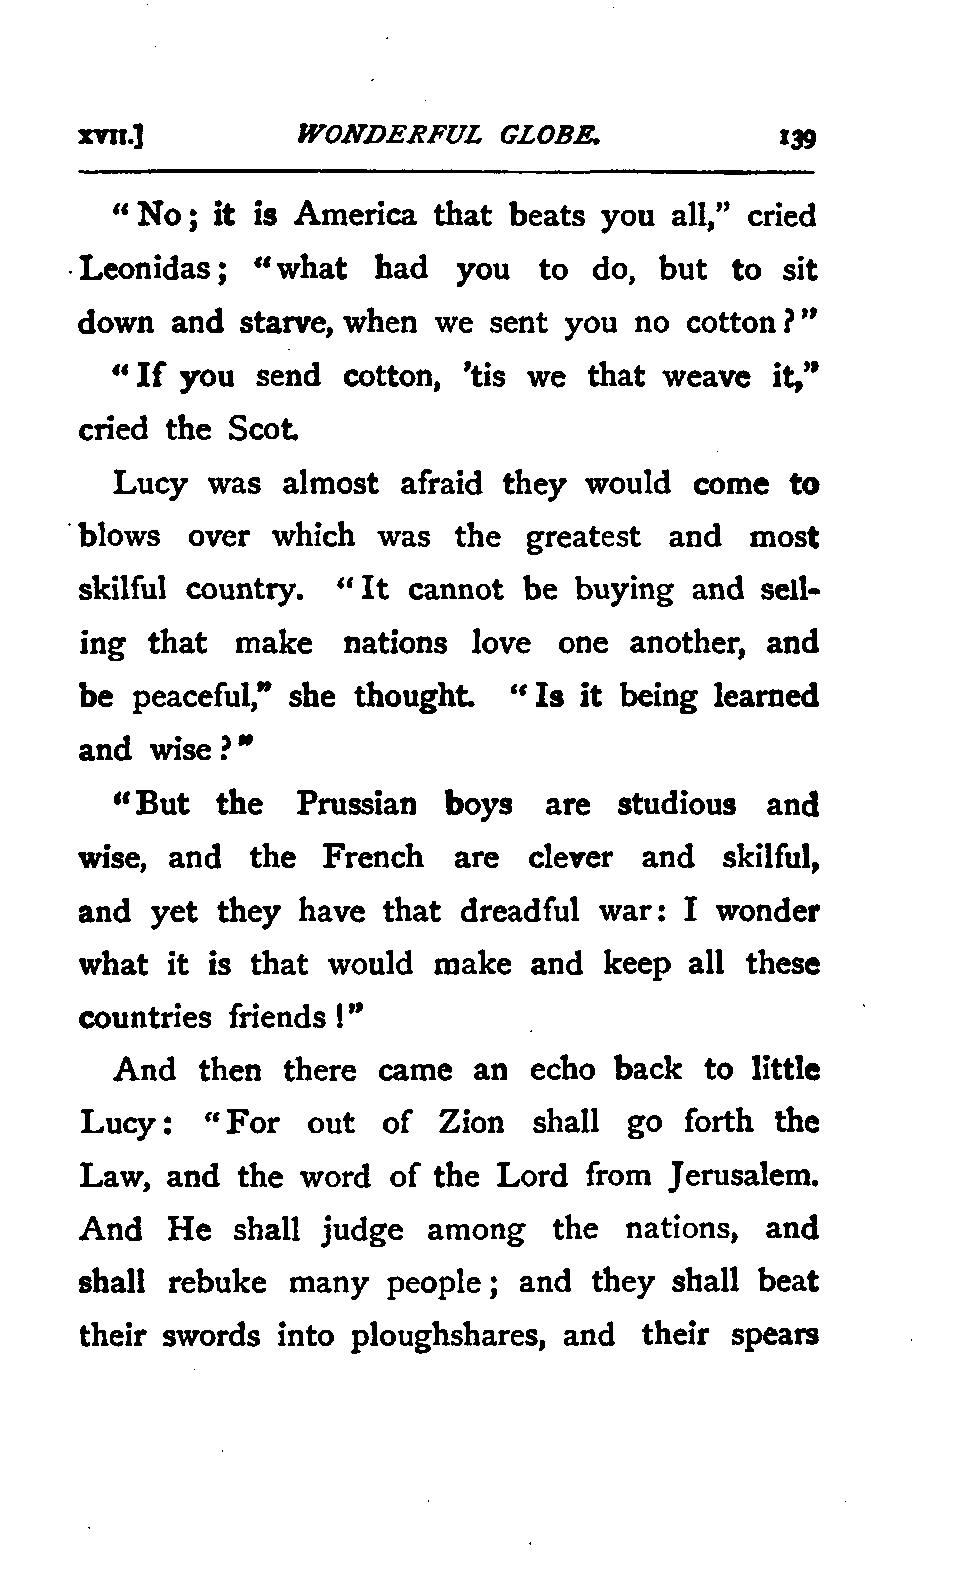 XVII.] WONDERFUL GLOBE. 139
"No; it is America that beats you all," cried
Leonidas; "what had you to do, but to sit
down and starve, when we sent you no cotton?"
"If you send cotton, 'tis we that weave it,"
cried the Scot.
Lucy was almost afraid they would come to
blows over which was the greatest and most
skilful country. "It cannot be buying and sell-
ing that make nations love one another, and
be peaceful," she thought. "Is it being learned
and wise?"
"But the Prussian boys are studious and
wise, and the French are clever and skilful,
and yet they have that dreadful war: I wonder
what it is that would make and keep all these
countries friends!"
And then there came an echo back to little
Lucy: "For out of Zion shall go forth the
Law, and the word of the Lord from Jerusalem.
And He shall judge among the nations, and
shall rebuke many people; and they shall beat
their swords into ploughshares, and their spears